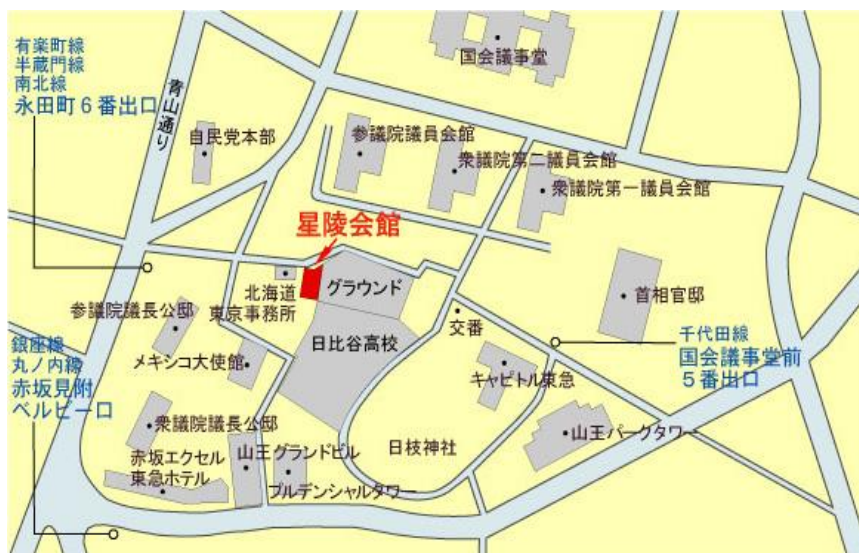 有楽町線
半蔵門線
南北線
永田町6番出口
青山通り
国会議事堂
自民党本部
参議院議員会館
衆議院第二議員会館
衆議院第一議員会館
星陵会館
北海道
東京事務所
グラウンド
首相官邸
参議院議長公邸
交番
日比谷高校
千代田線
国会議事堂前
5番出口
銀座線
丸ノ内線
赤坂見附
ベルビー口
メキシコ大使館
キャピトル東急
衆議院議長公邸
山王パークタワー
日枝神社
赤坂エクセル
東急ホテル
山王グランドビル
プルデンシャルタワー